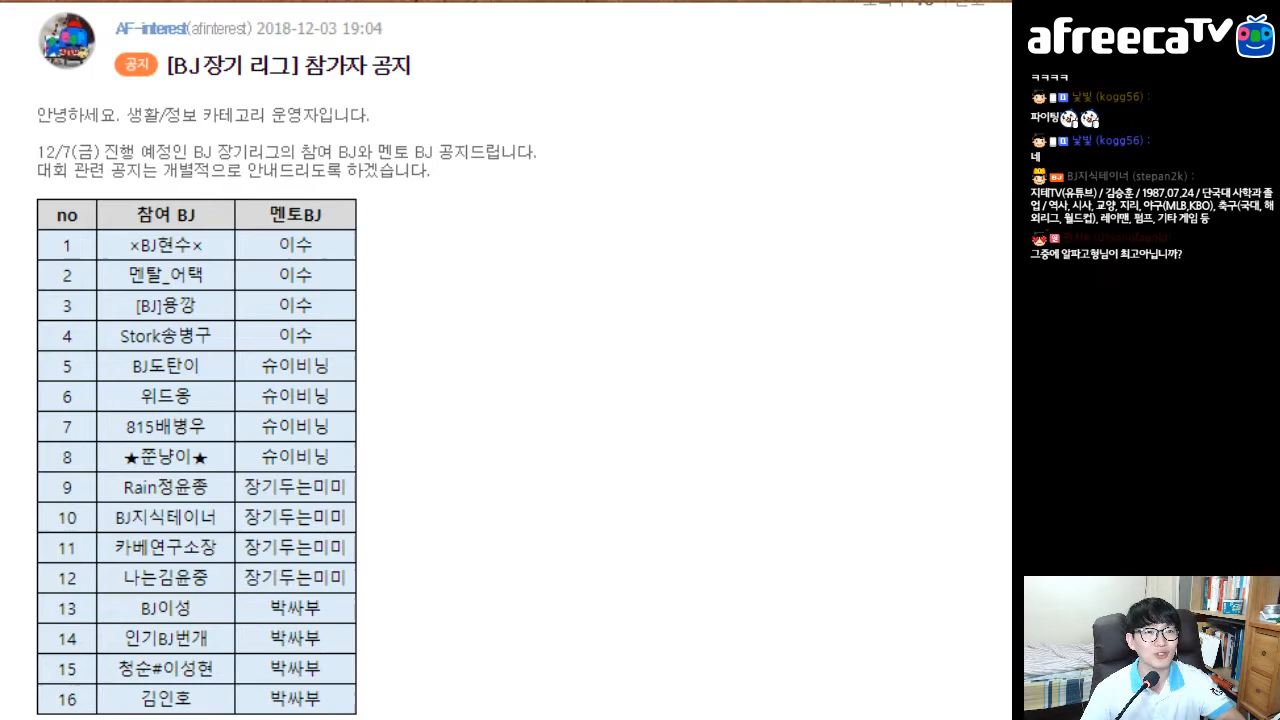 AF-interest(afinterest) 2018-12-03 19:04
공지 [BJ 장기 리그] 참가자 공지
안녕하세요. 생활/정보 카테고리 운영자입니다.
12/7(금) 진행 예정인 BJ 장기리그의 참여 BJ와 멘토 BJ 공지드립니다.
대회 관련 공지는 개별적으로 안내드리도록 하겠습니다.
no 참여 BJ 멘토BJ
1 ×BJ현수× 이수
2 멘탈_어택 이수
3 [BJ]용깡 이수
4 Stork송병구 이수
5 BJ도탄이 슈이비닝
6 위드옹 슈이비닝
7 815배병우 슈이비닝
8 ★쭌냥이★ 슈이비닝
9 Rain정윤종 장기두는미미
10 BJ지식테이너 장기두는미미
11 카베연구소장 장기두는미미
12 나는김윤중 장기두는미미
13 BJ이성 박싸부
14 인기BJ번개 박싸부
15 청순#이성현 박싸부
16 김인호 박싸부
afreecaTV
ㅋㅋㅋㅋ
낯빛 (kogg56) :
파이팅
낯빛 (kogg56) :
네
BJ BJ지식테이너 (stepan2k) :
지테TV(유튜브) / 김승훈 / 1987.07.24 / 단국대 사학과 졸
업 / 역사, 시사, 교양, 지리, 야구(MLB,KBO), 축구(국대, 해
외리그, 월드컵), 레이맨, 펌프, 기타 게임 등
그중에 알파고형님이 최고아닙니까?